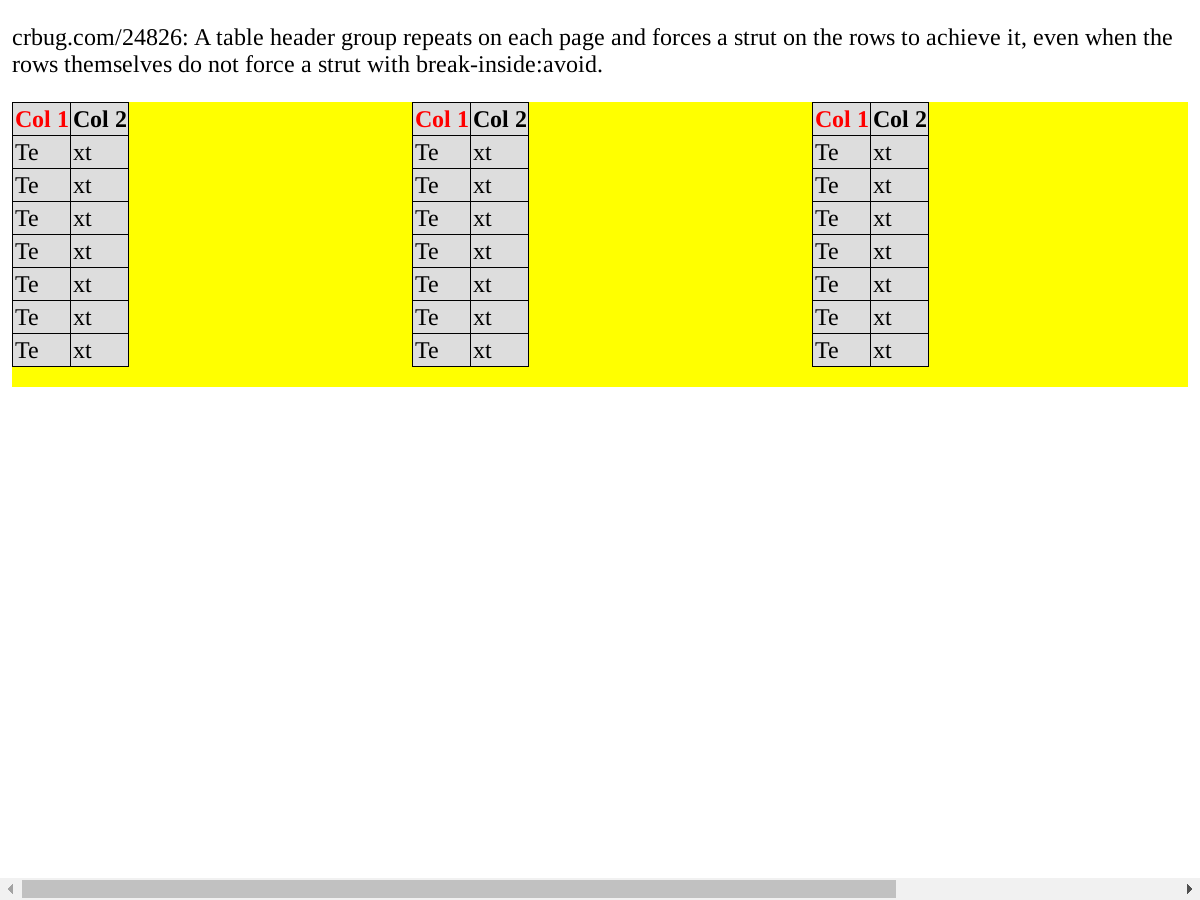 crbug.com/24826: A table header group repeats on each page and forces a strut on the rows to achieve it, even when the
rows themselves do not force a strut with break-inside:avoid.
Col 1 Col 2
Te xt
Te xt
Te xt
Te xt
Te xt
Te xt
Te xt
Col 1 Col 2
Te xt
Te xt
Te xt
Te xt
Te xt
Te xt
Te xt
Col 1 Col 2
Te xt
Te xt
Te xt
Te xt
Te xt
Te xt
Te xt